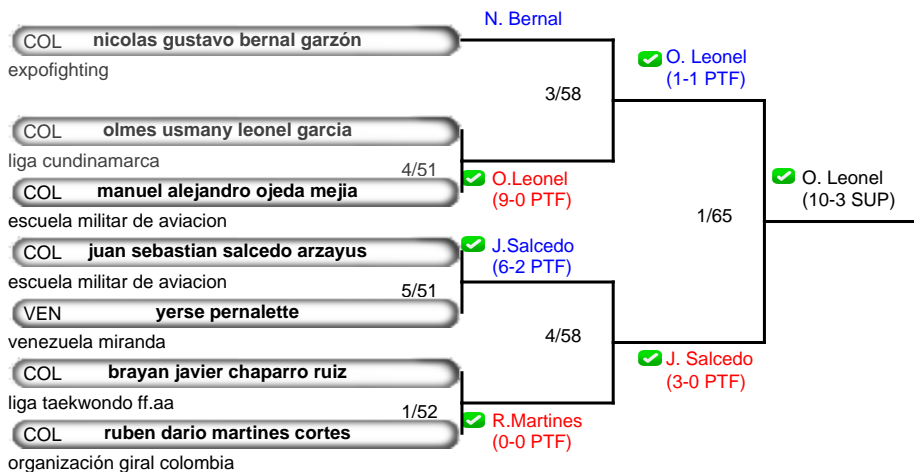 N. Bernal
COL nicolas gustavo bernal garzón
expofighting
O. Leonel
(1-1 PTF)
3/58
COL olmes usmany leonel garcia
liga cundinamarca
4/51
O.Leonel
(9-0 PTF)
COL manuel alejandro ojeda mejia
escuela militar de aviacion
O. Leonel
(10-3 SUP)
1/65
COL juan sebastian salcedo arzayus
escuela militar de aviacion
J.Salcedo
(6-2 PTF)
5/51
VEN yerse pernalette
venezuela miranda
4/58
J. Salcedo
(3-0 PTF)
COL brayan javier chaparro ruiz
liga taekwondo ff.aa
1/52
R.Martines
(0-0 PTF)
COL ruben dario martines cortes
organización giral colombia